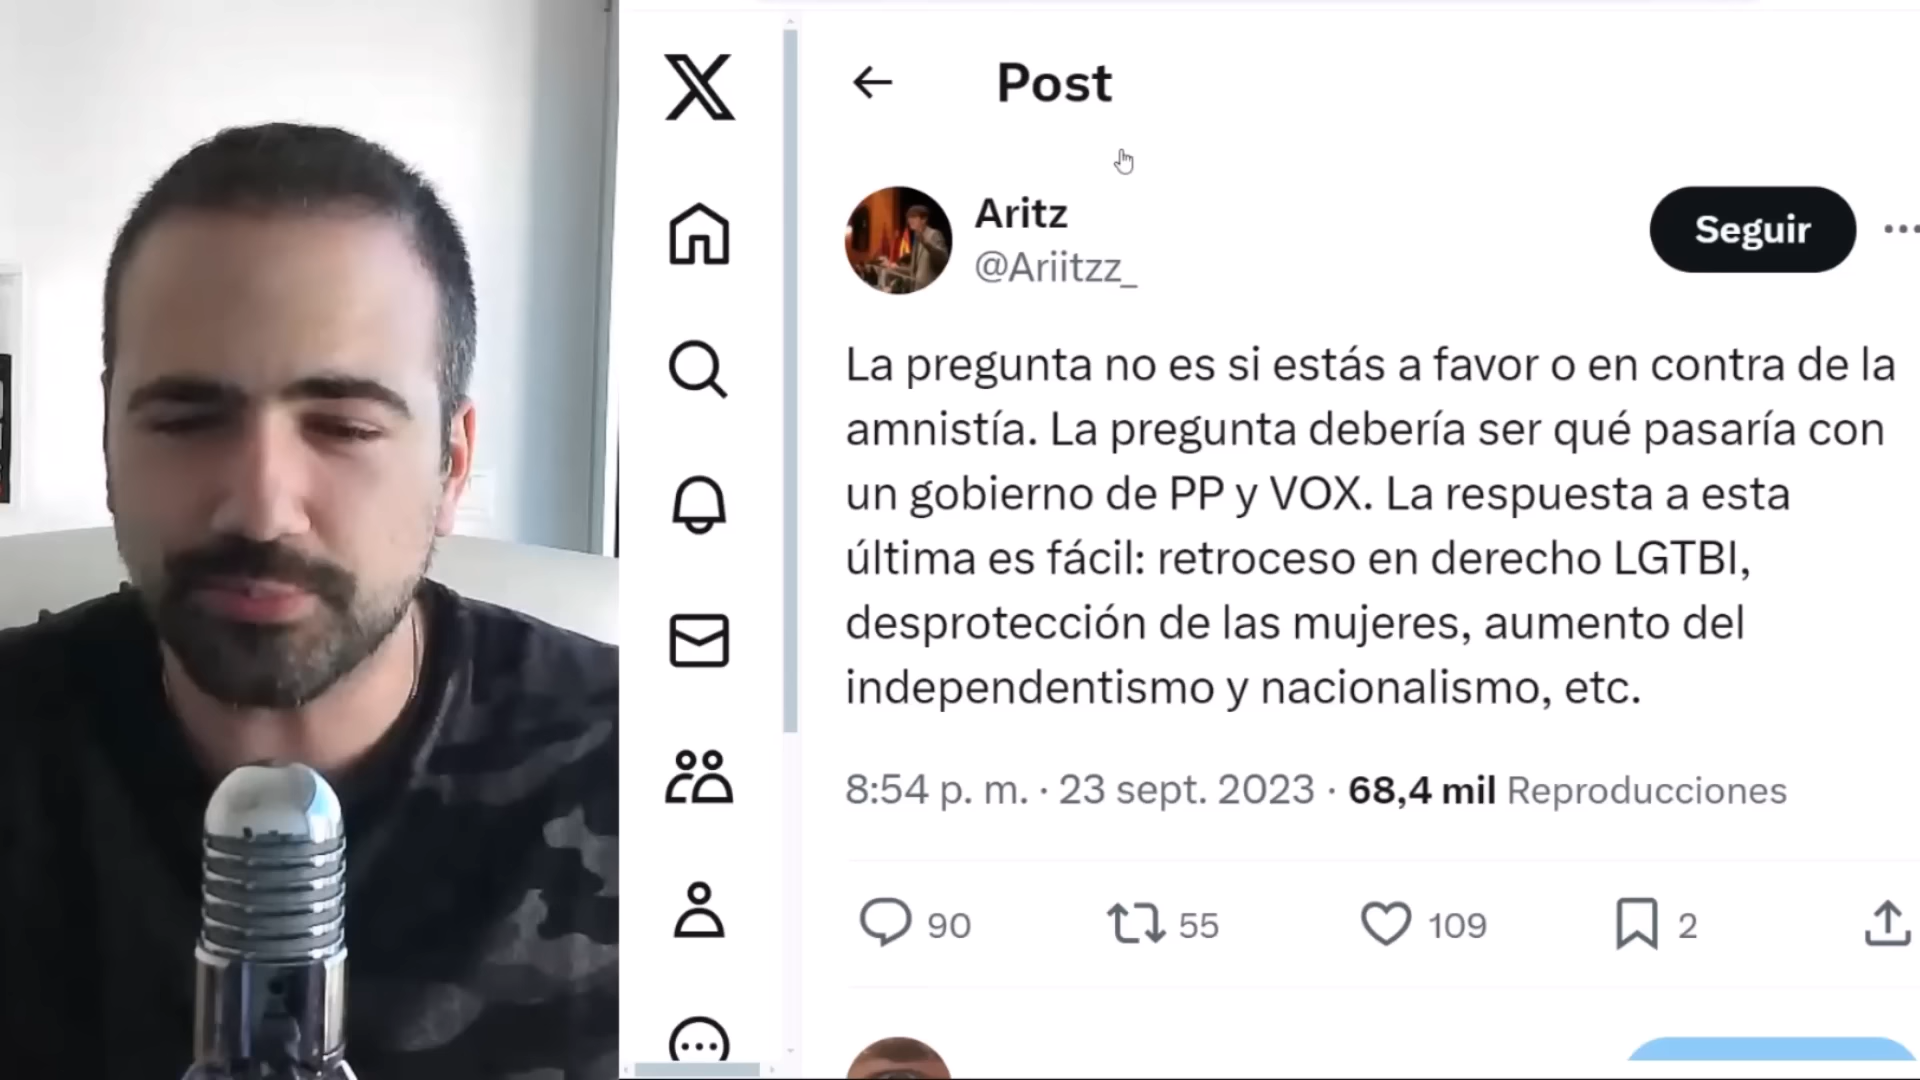 Post
Aritz
@Ariitzz_
Seguir
La pregunta no es si estás a favor o en contra de la
amnistía. La pregunta debería ser qué pasaría con
un gobierno de PP y VOX. La respuesta a esta
última es fácil: retroceso en derecho LGTBI,
desprotección de las mujeres, aumento del
independentismo y nacionalismo, etc.
8:54 p. m. · 23 sept. 2023 · 68,4 mil Reproducciones
90 55 109 2